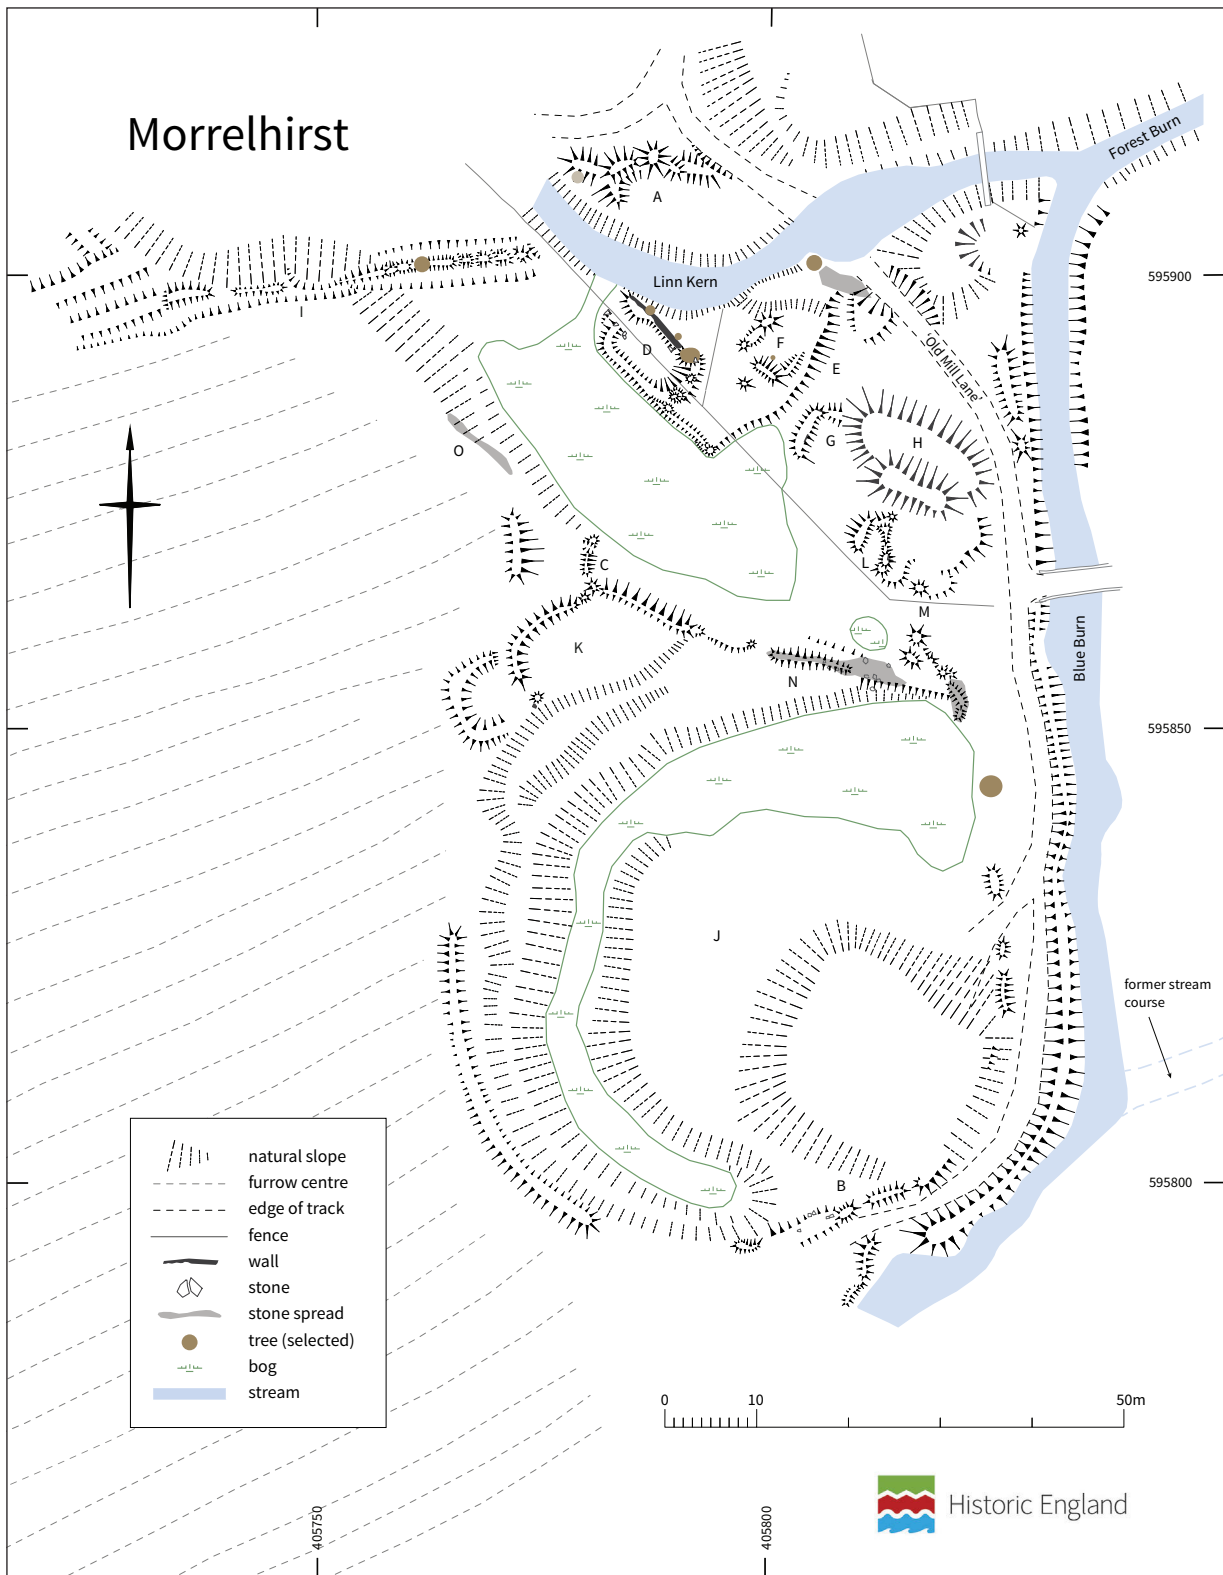 Morrelhirst
Forest Burn
A
Linn Kern
595900
I
D
F
E
'Old Mill Lane'
G
H
O
L
C
M
K
N
Blue Burn
595850
J
former stream
course
B
595800
natural slope
furrow centre
edge of track
fence
wall
stone
stone spread
tree (selected)
bog
stream
0 10 50m
405750
405800
Historic England